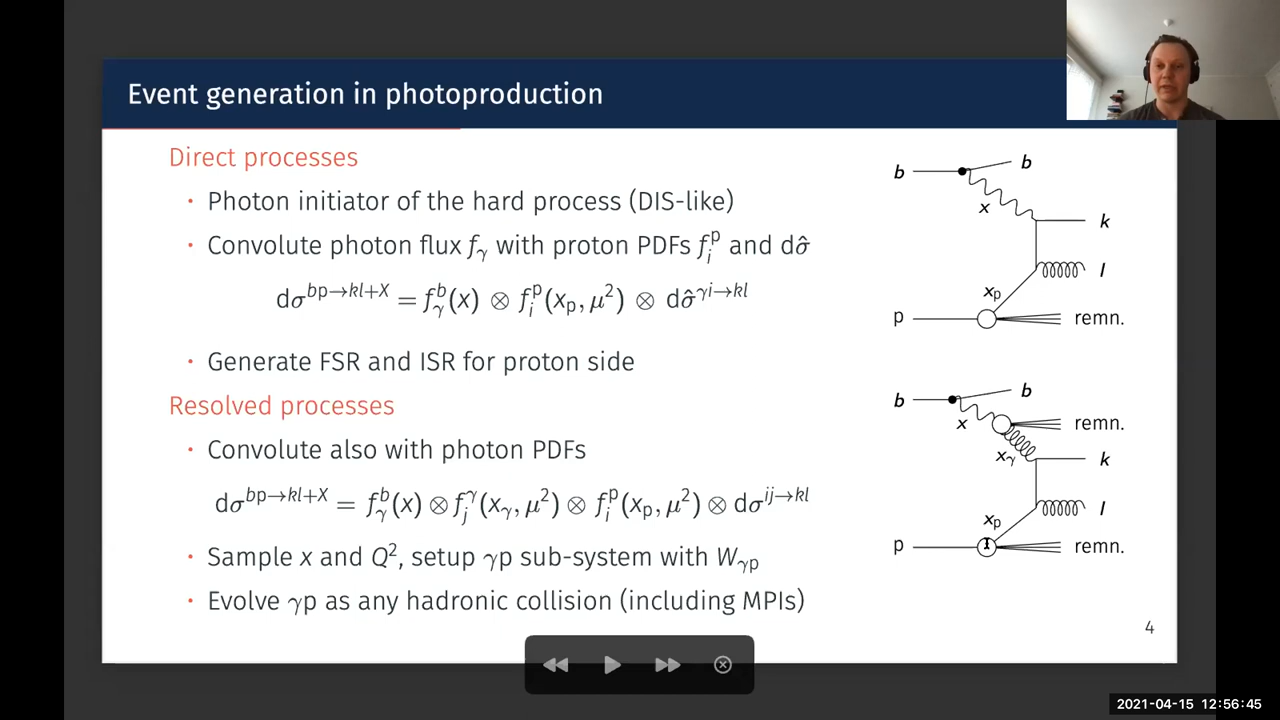 Event generation in photoproduction
Direct processes
• Photon initiator of the hard process (DIS-like)
• Convolute photon flux f_γ with proton PDFs f_i^p and dσ̂
dσ^{bp→kl+X} = f_γ^b(x) ⊗ f_i^p(x_p, μ²) ⊗ dσ̂^{γi→kl}
• Generate FSR and ISR for proton side
Resolved processes
• Convolute also with photon PDFs
dσ^{bp→kl+X} = f_γ^b(x) ⊗ f_j^γ(x_γ, μ²) ⊗ f_i^p(x_p, μ²) ⊗ dσ^{ij→kl}
• Sample x and Q², setup γp sub-system with W_γp
• Evolve γp as any hadronic collision (including MPIs)
b
b
x
k
l
x_p
p
remn.
b
b
x
remn.
x_γ
k
l
x_p
p
remn.
4
2021-04-15 12:56:45